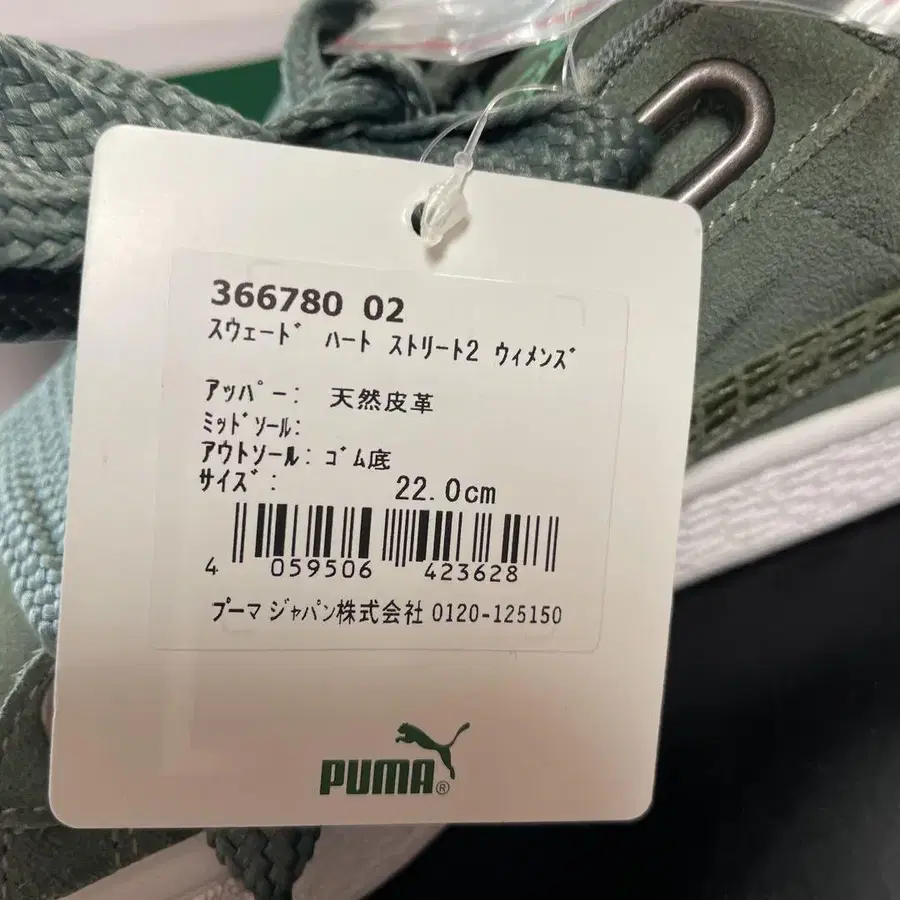 366780 02
スウェード ハート ストリート2 ウィメンズ
アッパー: 天然皮革
ミッドソール:
アウトソール: ゴム底
サイズ: 22.0cm
4 059506 423628
プーマ ジャパン株式会社 0120-125150
PUMA®